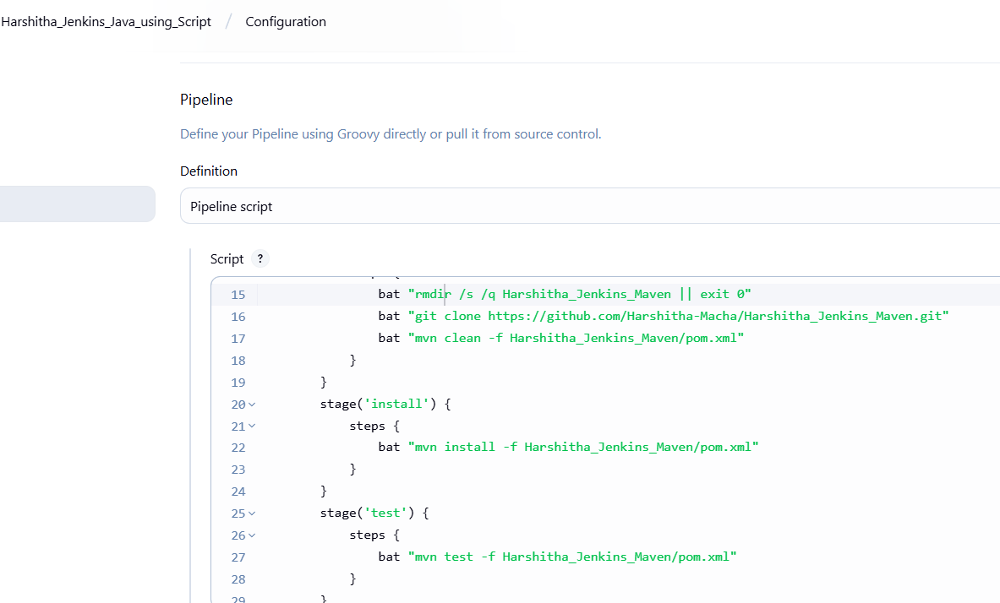 Harshitha_Jenkins_Java_using_Script / Configuration
Pipeline
Define your Pipeline using Groovy directly or pull it from source control.
Definition
Pipeline script
Script ?
15 bat "rmdir /s /q Harshitha_Jenkins_Maven || exit 0"
16 bat "git clone https://github.com/Harshitha-Macha/Harshitha_Jenkins_Maven.git"
17 bat "mvn clean -f Harshitha_Jenkins_Maven/pom.xml"
18 }
19 }
20 stage('install') {
21 steps {
22 bat "mvn install -f Harshitha_Jenkins_Maven/pom.xml"
23 }
24 }
25 stage('test') {
26 steps {
27 bat "mvn test -f Harshitha_Jenkins_Maven/pom.xml"
28 }
29 }